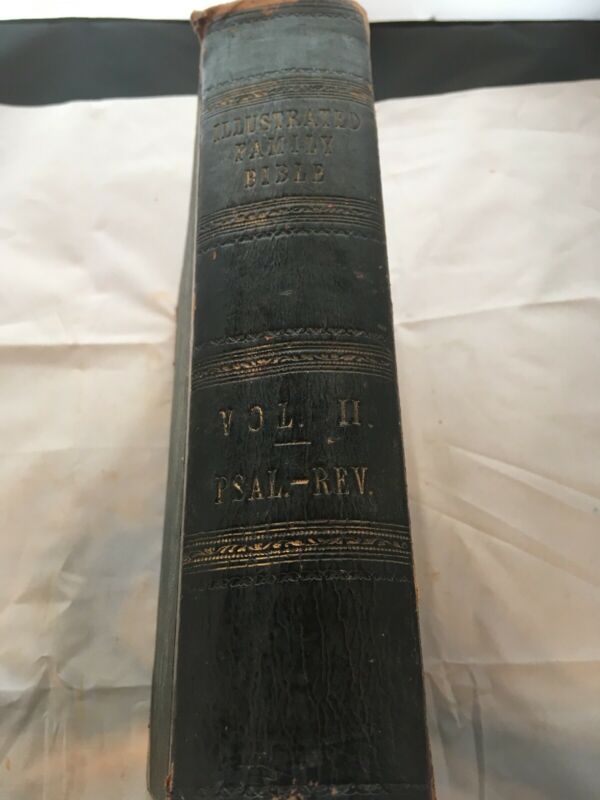 ILLUSTRATED
FAMILY
BIBLE
VOL. II.
PSAL.-REV.